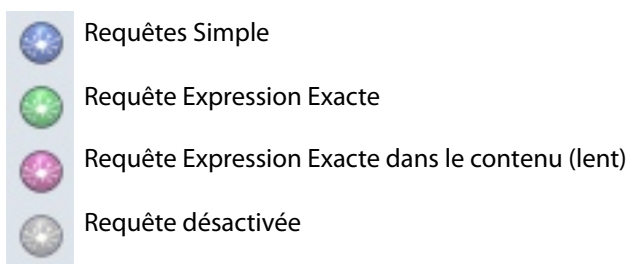 Requêtes Simple
Requête Expression Exacte
Requête Expression Exacte dans le contenu (lent)
Requête désactivée